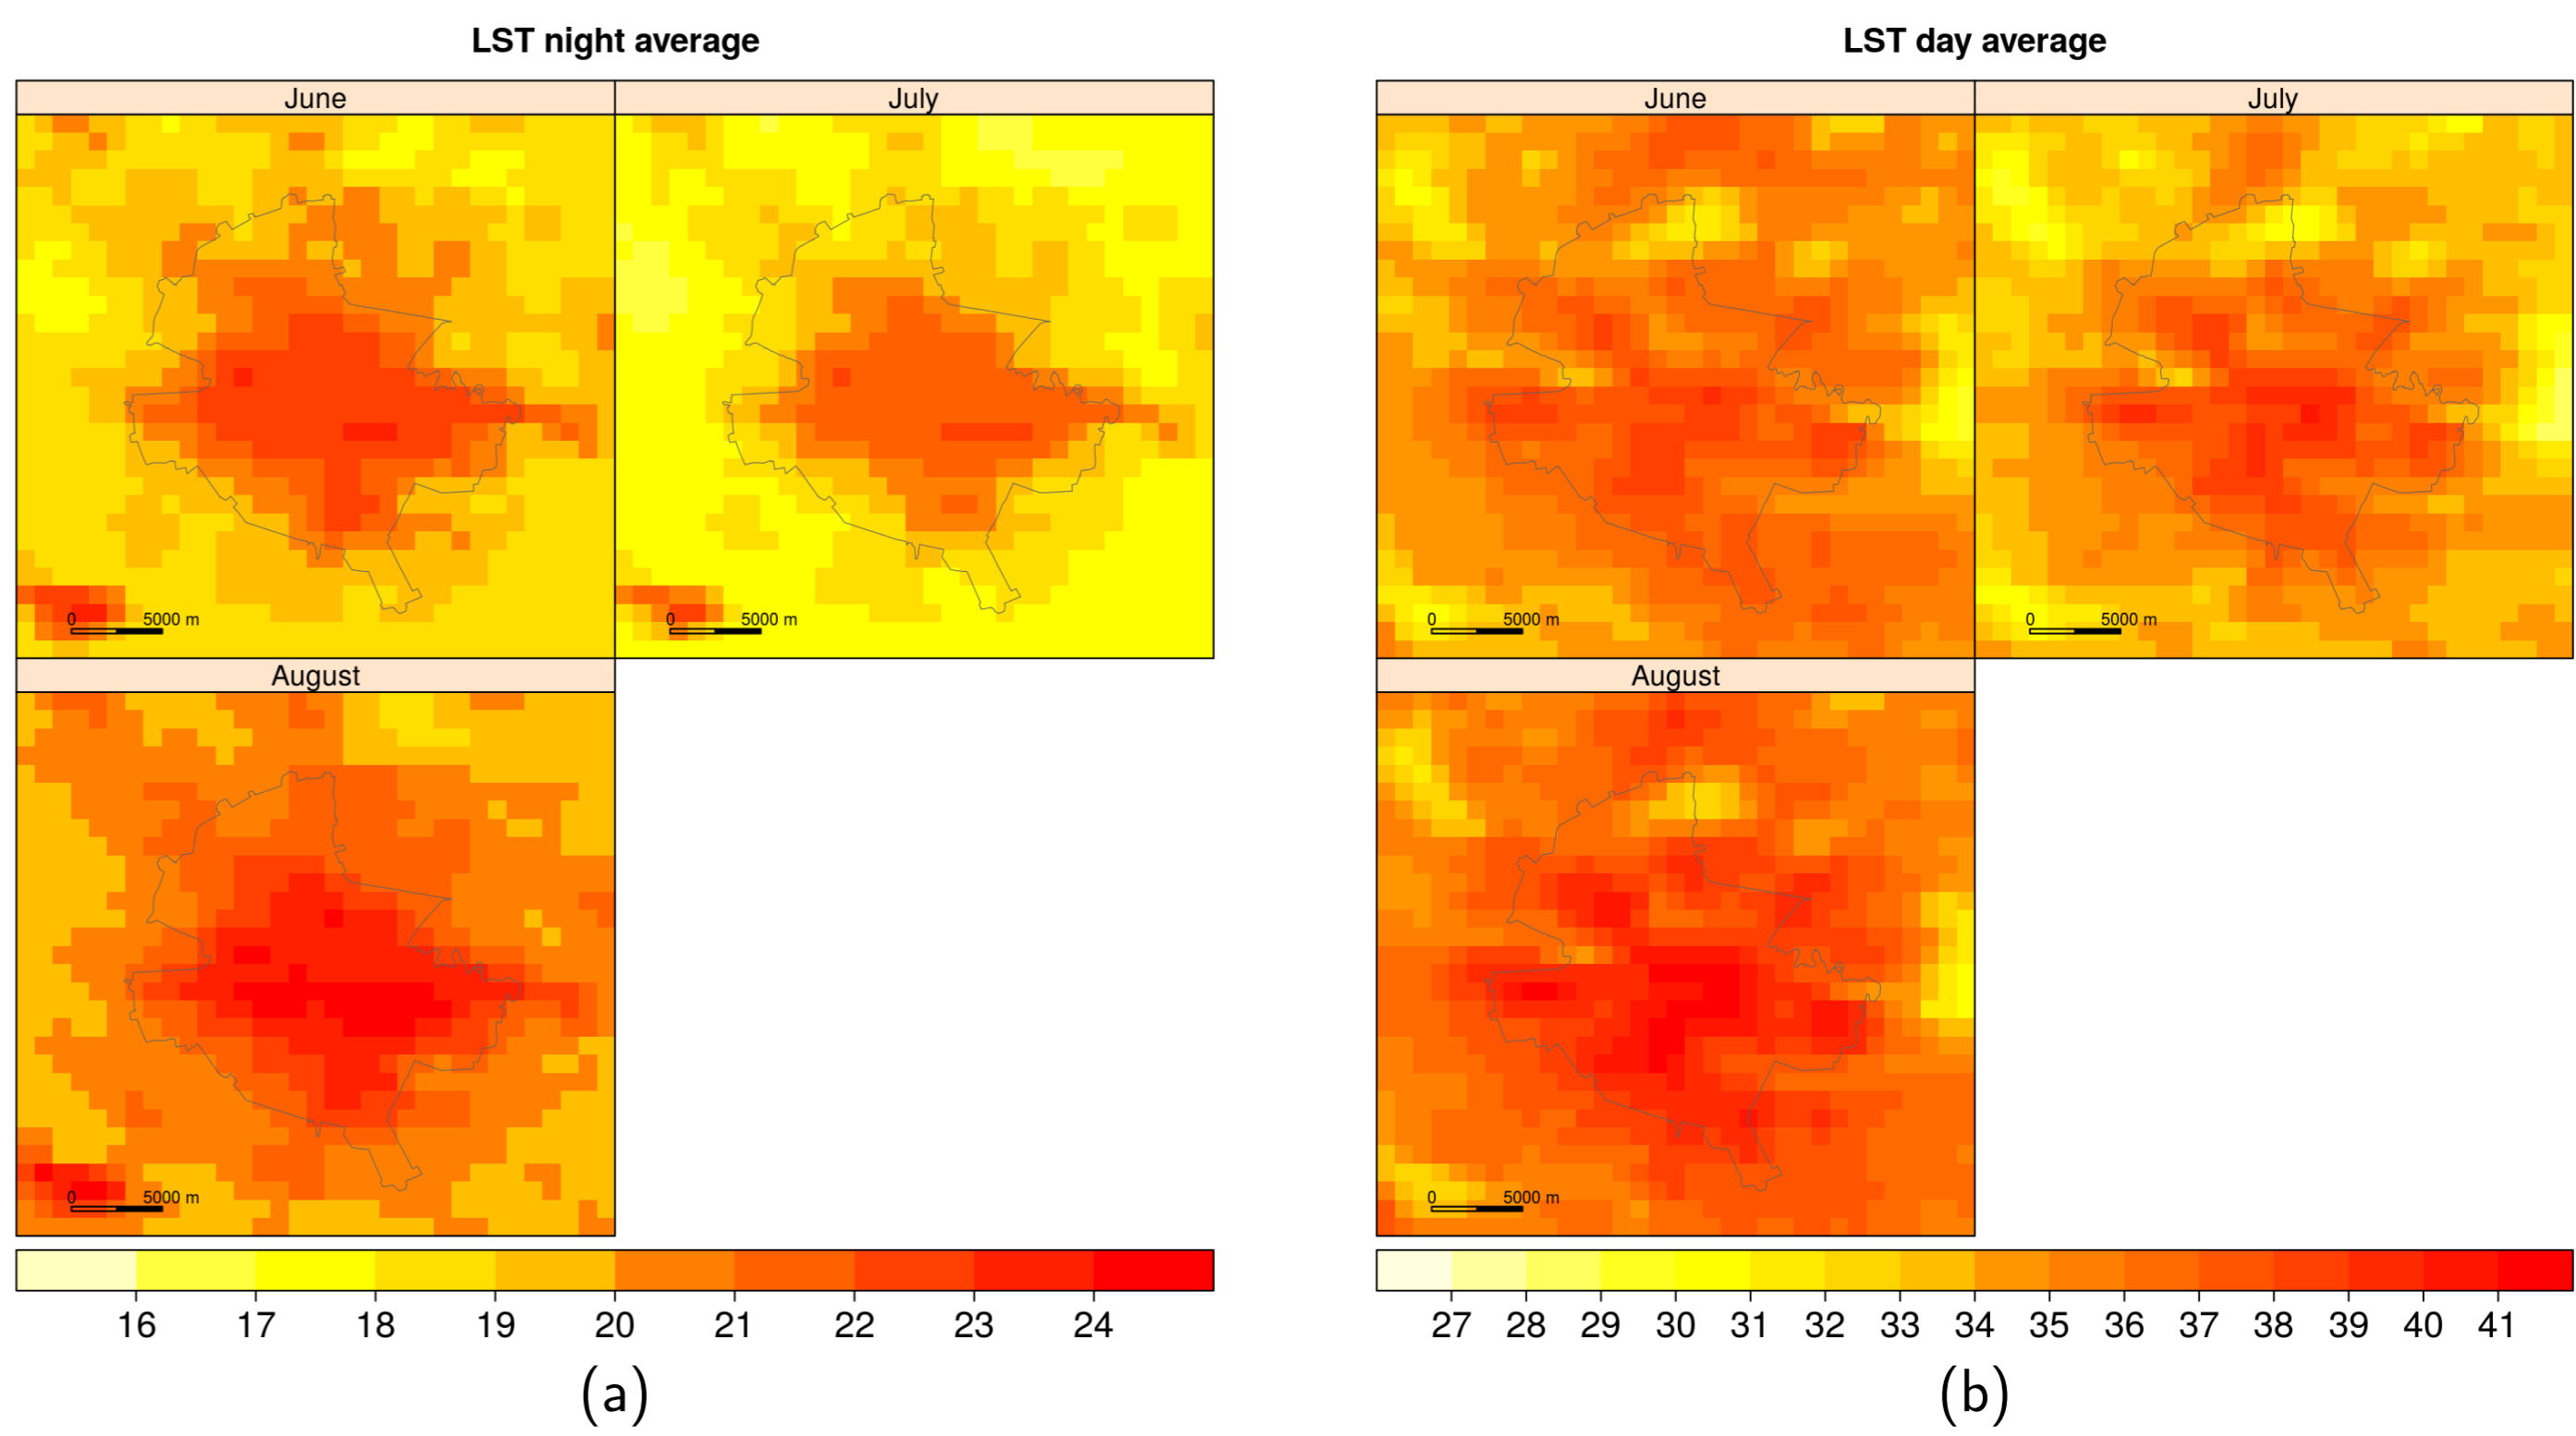 LST night average
June
July
0 5000 m
0 5000 m
August
0 5000 m
16 17 18 19 20 21 22 23 24
(a)
LST day average
June
July
0 5000 m
0 5000 m
August
0 5000 m
27 28 29 30 31 32 33 34 35 36 37 38 39 40 41
(b)